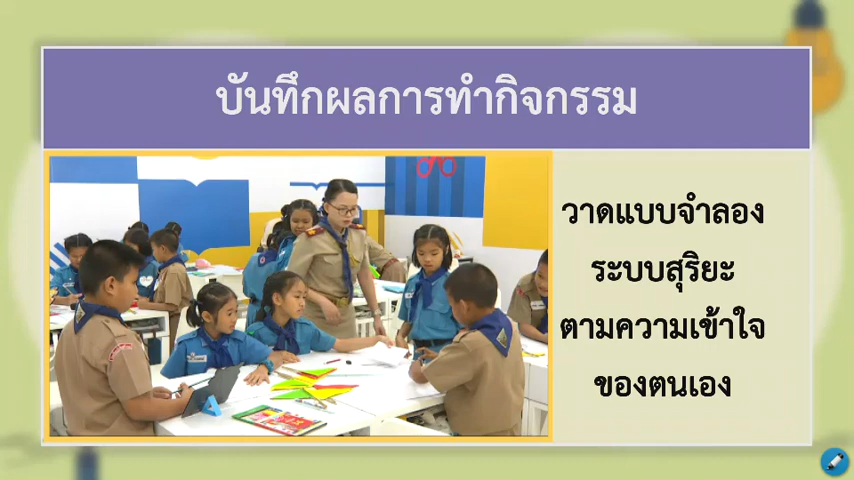 บันทึกผลการทำกิจกรรม
วาดแบบจำลอง
ระบบสุริยะ
ตามความเข้าใจ
ของตนเอง